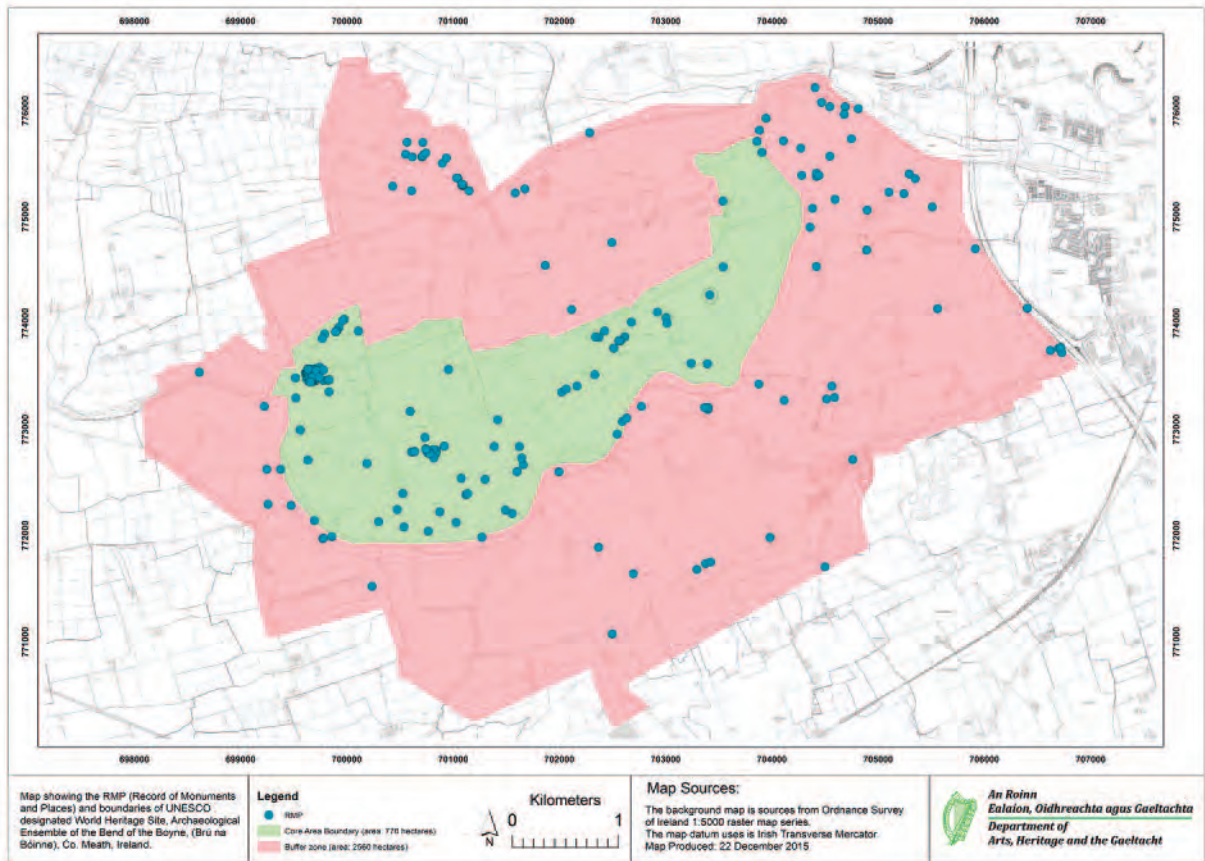 698000 699000 700000 701000 702000 703000 704000 705000 706000 707000
776000 776000
775000 775000
774000 774000
773000 773000
772000 772000
771000 771000
698000 699000 700000 701000 702000 703000 704000 705000 706000 707000
Map showing the RMP (Record of Monuments
and Places) and boundaries of UNESCO
designated World Heritage Site, Archaeological
Ensemble of the Bend of the Boyne, (Brú na
Bóinne), Co. Meath, Ireland.
Legend
RMP
Core Area Boundary (area: 770 hectares)
Buffer zone (area: 2560 hectares)
N
Kilometers
0 1
Map Sources:
The background map is sources from Ordnance Survey
of Ireland 1:5000 raster map series.
The map datum uses is Irish Transverse Mercator
Map Produced: 22 December 2015
An Roinn
Ealaíon, Oidhreachta agus Gaeltachta
Department of
Arts, Heritage and the Gaeltacht